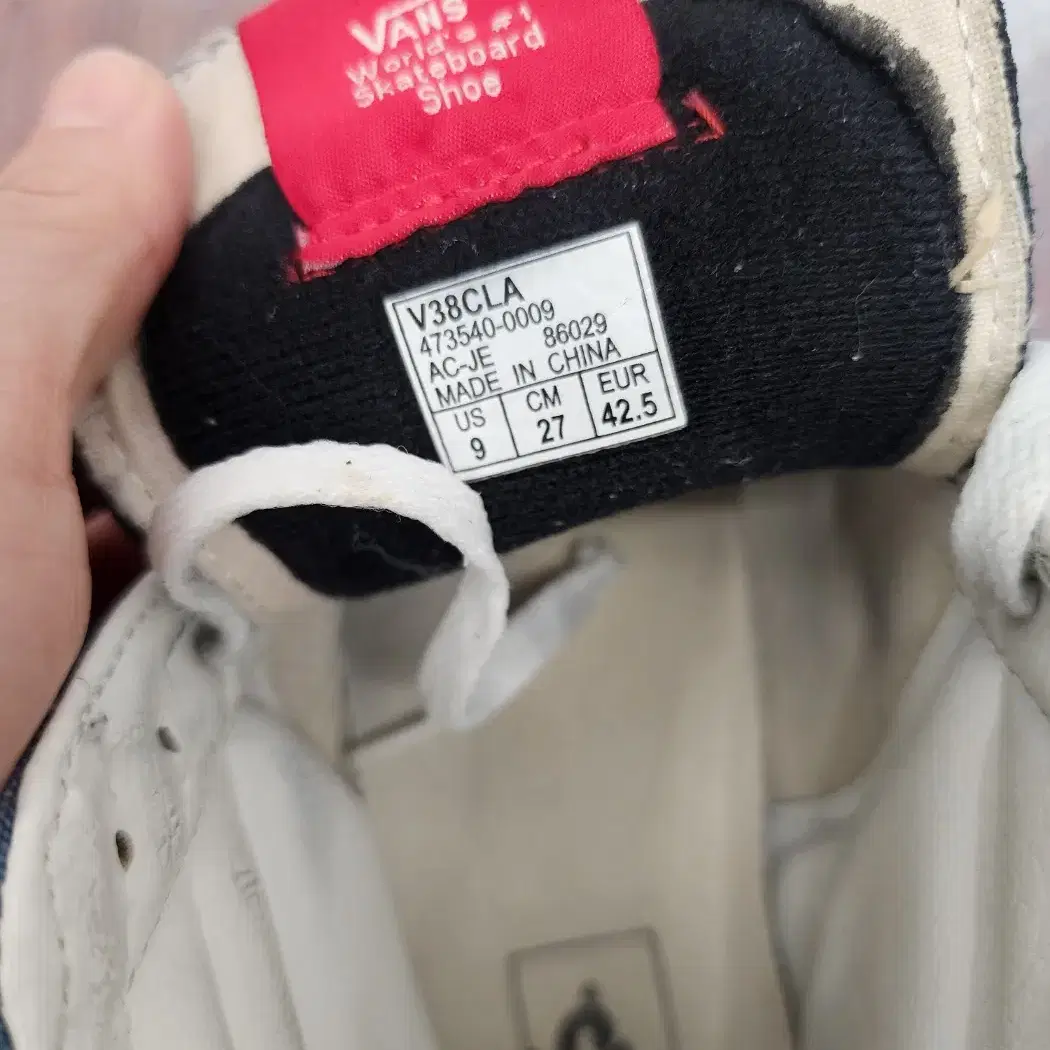 VANS
World's #1
Skateboard
Shoe
V38CLA
473540-0009
AC-JE 86029
MADE IN CHINA
US CM EUR
9 27 42.5